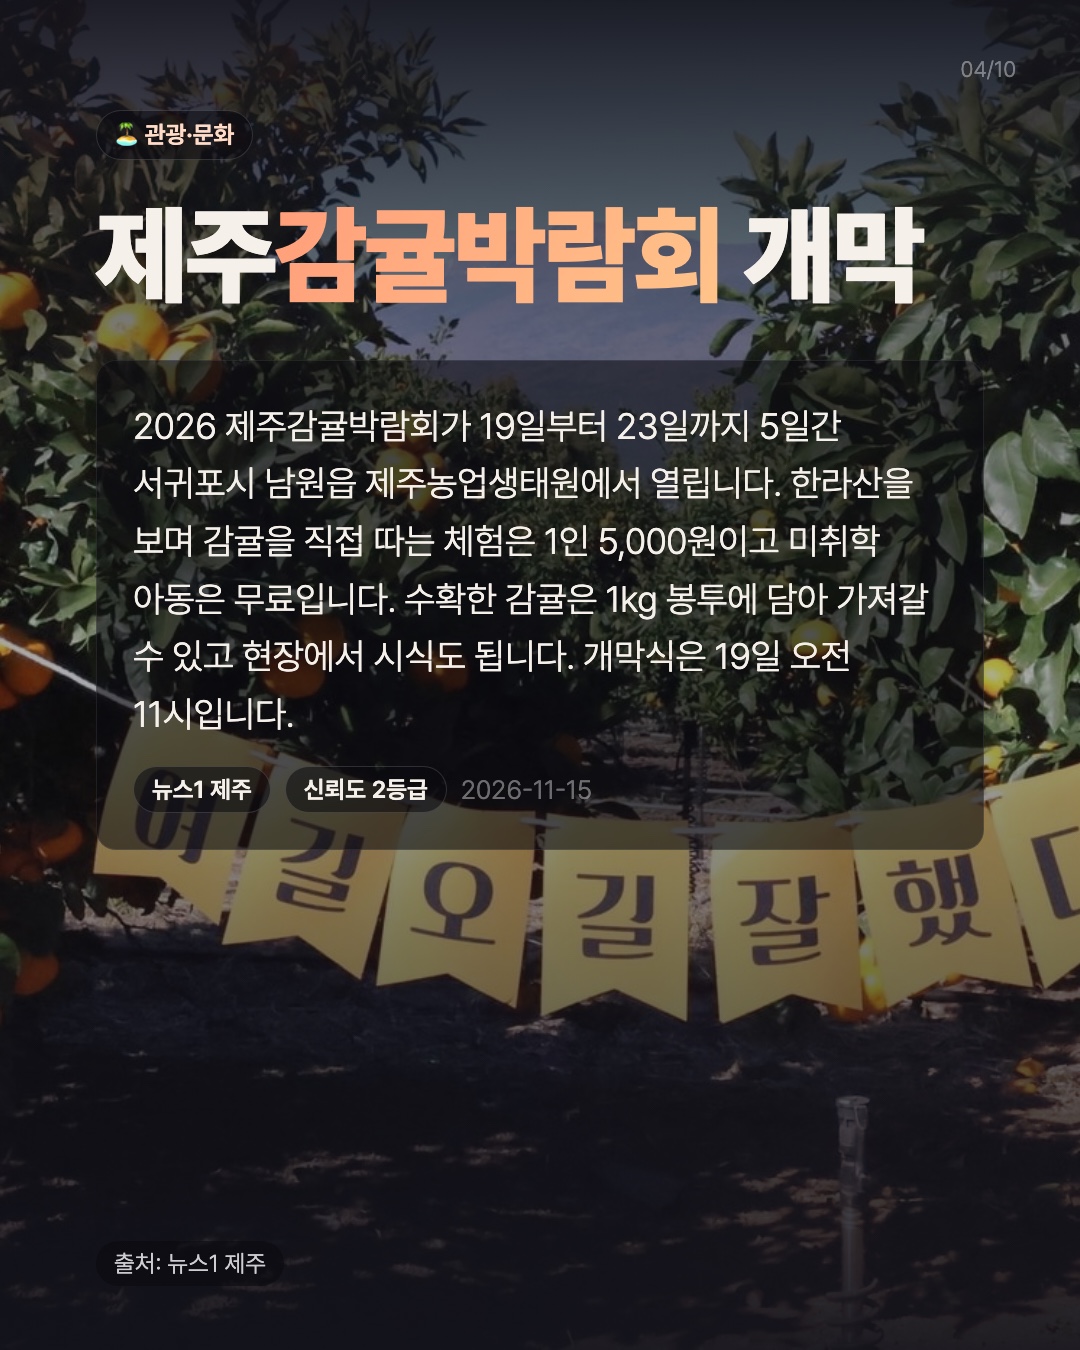 04/10
관광·문화
제주감귤박람회 개막
2026 제주감귤박람회가 19일부터 23일까지 5일간
서귀포시 남원읍 제주농업생태원에서 열립니다. 한라산을
보며 감귤을 직접 따는 체험은 1인 5,000원이고 미취학
아동은 무료입니다. 수확한 감귤은 1kg 봉투에 담아 가져갈
수 있고 현장에서 시식도 됩니다. 개막식은 19일 오전
11시입니다.
뉴스1 제주 신뢰도 2등급 2026-11-15
길 오 길 잘 했
출처: 뉴스1 제주